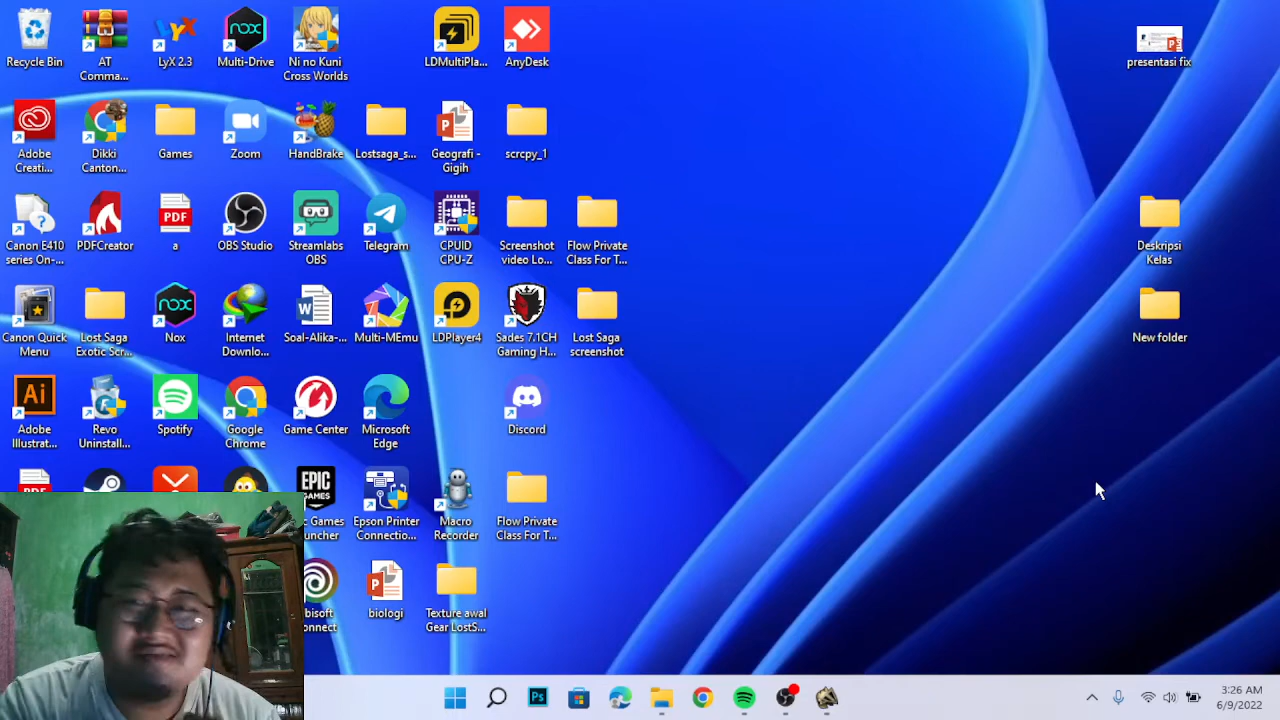 Recycle Bin
AT
Comma...
LyX 2.3
Multi-Drive
Ni no Kuni
Cross Worlds
LDMultiPla...
AnyDesk
presentasi fix
Adobe
Creati...
Dikki
Canton...
Games
Zoom
HandBrake
Lostsaga_s...
Geografi -
Gigih
scrcpy_1
Canon E410
series On-...
PDFCreator
PDF
a
OBS Studio
Streamlabs
OBS
Telegram
CPUID
CPU-Z
Screenshot
video Lo...
Flow Private
Class For T...
Deskripsi
Kelas
Canon Quick
Menu
Lost Saga
Exotic Scr...
nox
Nox
Internet
Downlo...
Soal-Alika-...
Multi-MEmu
LDPlayer4
Sades 7.1CH
Gaming H...
Lost Saga
screenshot
New folder
Ai
Adobe
Illustrat...
Revo
Uninstall...
Spotify
Google
Chrome
Game Center
Microsoft
Edge
Discord
EPIC
GAMES
c Games
uncher
Epson Printer
Connectio...
Macro
Recorder
Flow Private
Class For T...
bisoft
onnect
biologi
Texture awal
Gear LostS...
Ps
3:26 AM
6/9/2022